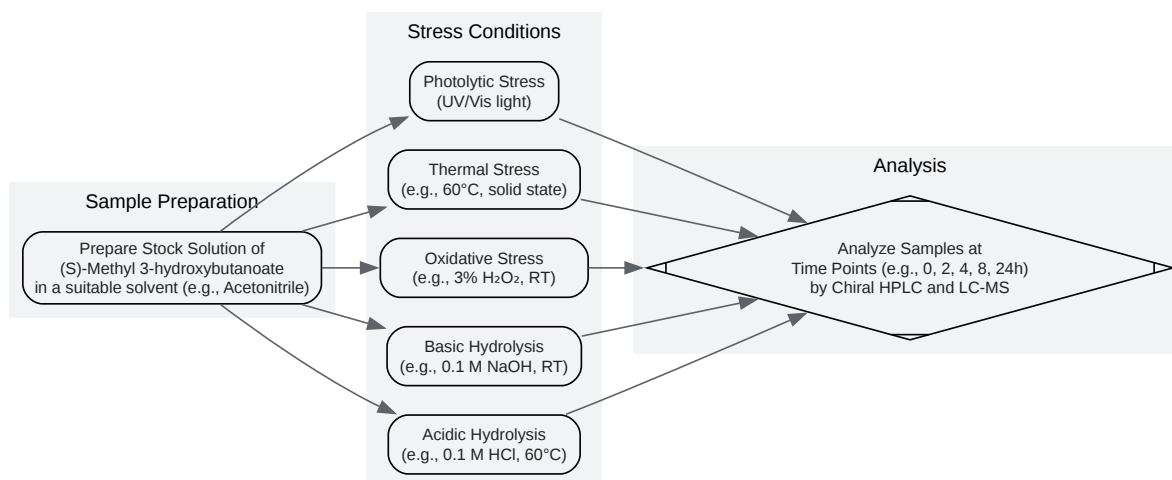 Sample Preparation
Prepare Stock Solution of
(S)-Methyl 3-hydroxybutanoate
in a suitable solvent (e.g., Acetonitrile)
Stress Conditions
Photolytic Stress
(UV/Vis light)
Thermal Stress
(e.g., 60°C, solid state)
Oxidative Stress
(e.g., 3% H₂O₂, RT)
Basic Hydrolysis
(e.g., 0.1 M NaOH, RT)
Acidic Hydrolysis
(e.g., 0.1 M HCl, 60°C)
Analysis
Analyze Samples at
Time Points (e.g., 0, 2, 4, 8, 24h)
by Chiral HPLC and LC-MS